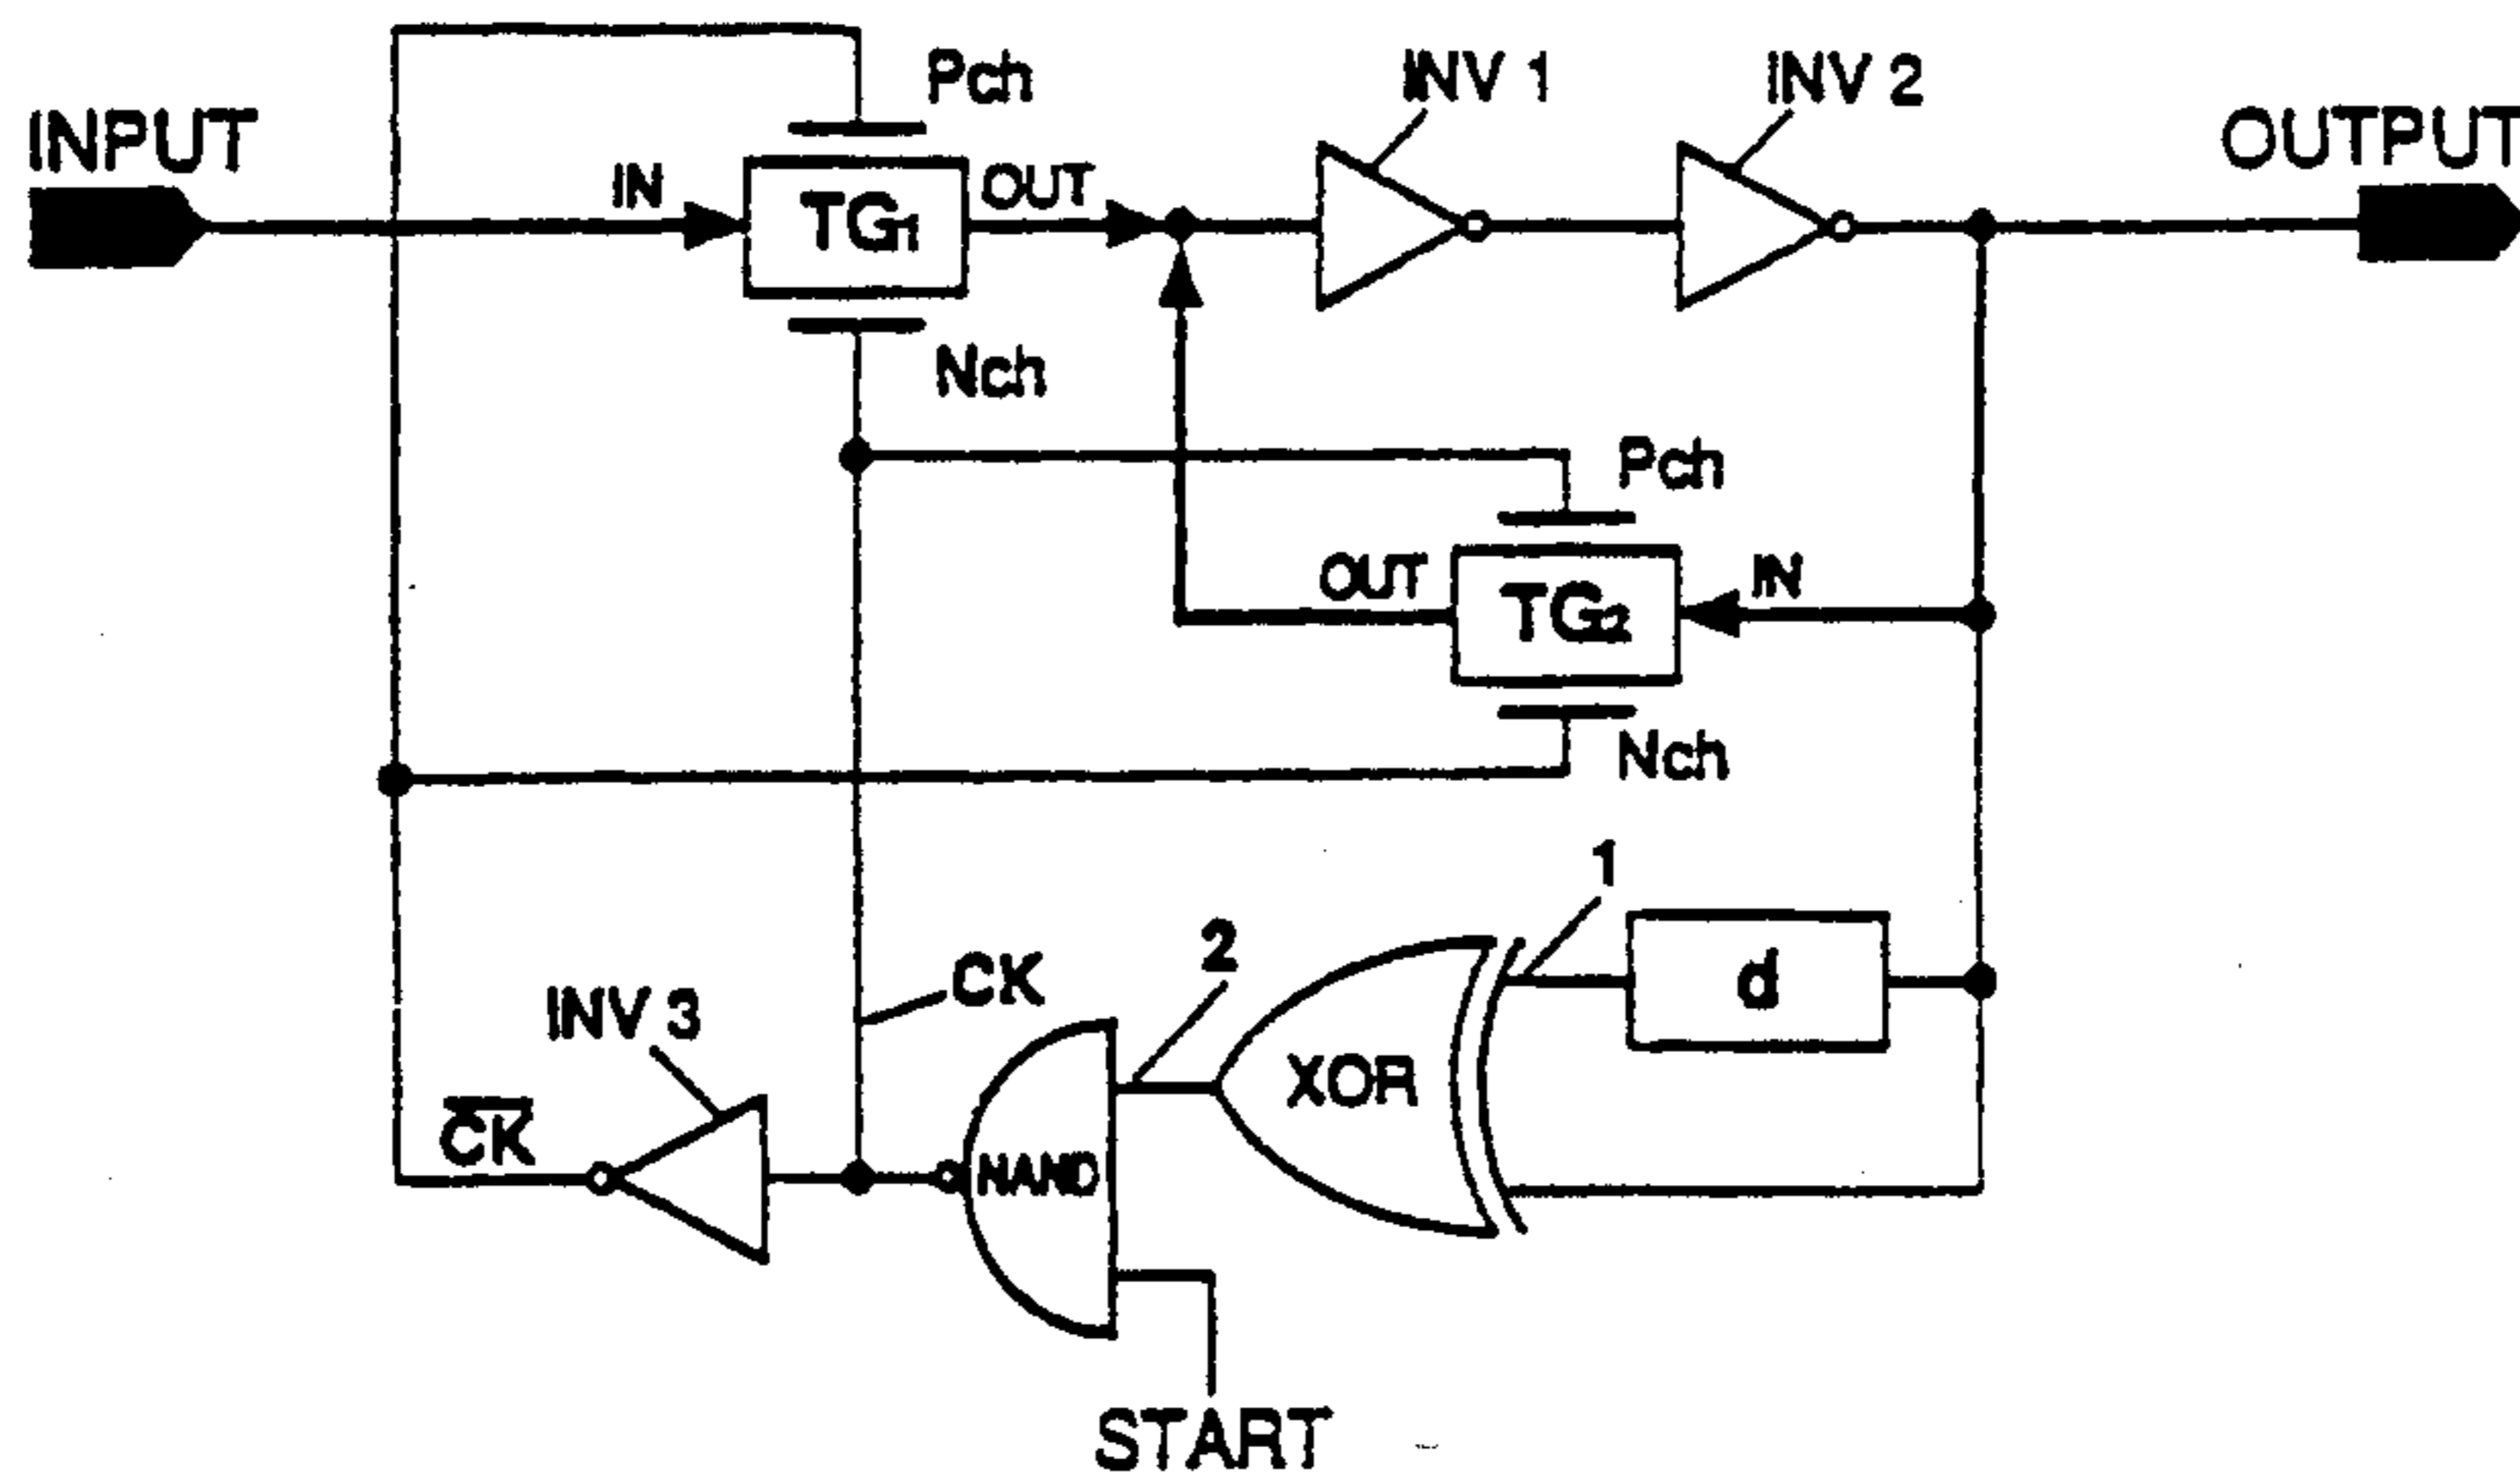 Pch
INV 1
INV 2
INPUT
OUTPUT
IN
TG1
OUT
Nch
Pch
OUT
TG2
IN
Nch
1
2
d
CK
INV 3
XOR
C̅K̅
NAND
START